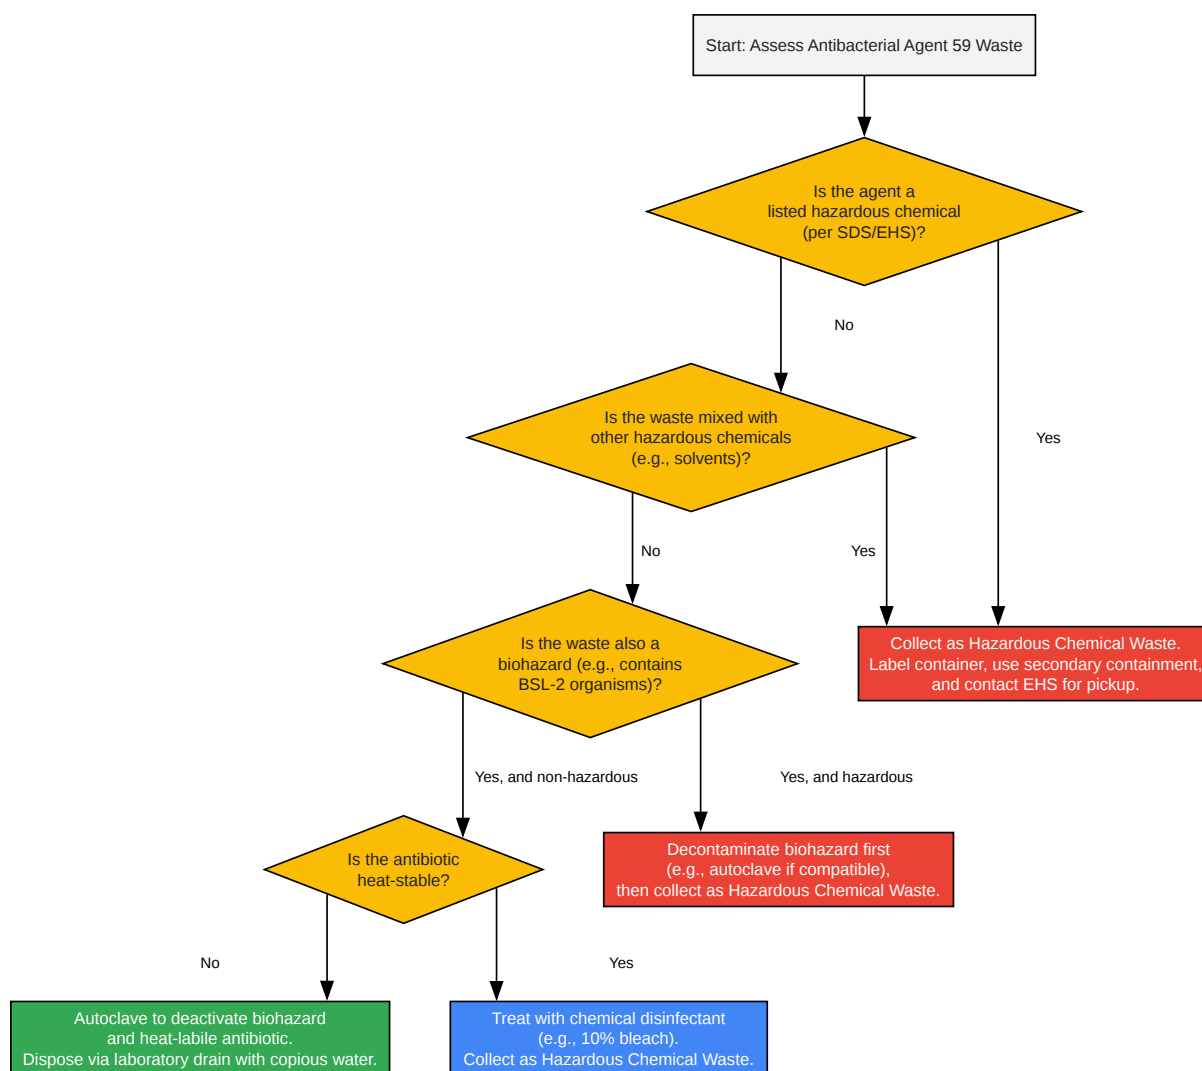 Start: Assess Antibacterial Agent 59 Waste
Is the agent a
listed hazardous chemical
(per SDS/EHS)?
No
Yes
Is the waste mixed with
other hazardous chemicals
(e.g., solvents)?
No
Yes
Is the waste also a
biohazard (e.g., contains
BSL-2 organisms)?
Collect as Hazardous Chemical Waste.
Label container, use secondary containment,
and contact EHS for pickup.
Yes, and non-hazardous
Yes, and hazardous
Is the antibiotic
heat-stable?
Decontaminate biohazard first
(e.g., autoclave if compatible),
then collect as Hazardous Chemical Waste.
No
Yes
Autoclave to deactivate biohazard
and heat-labile antibiotic.
Dispose via laboratory drain with copious water.
Treat with chemical disinfectant
(e.g., 10% bleach).
Collect as Hazardous Chemical Waste.